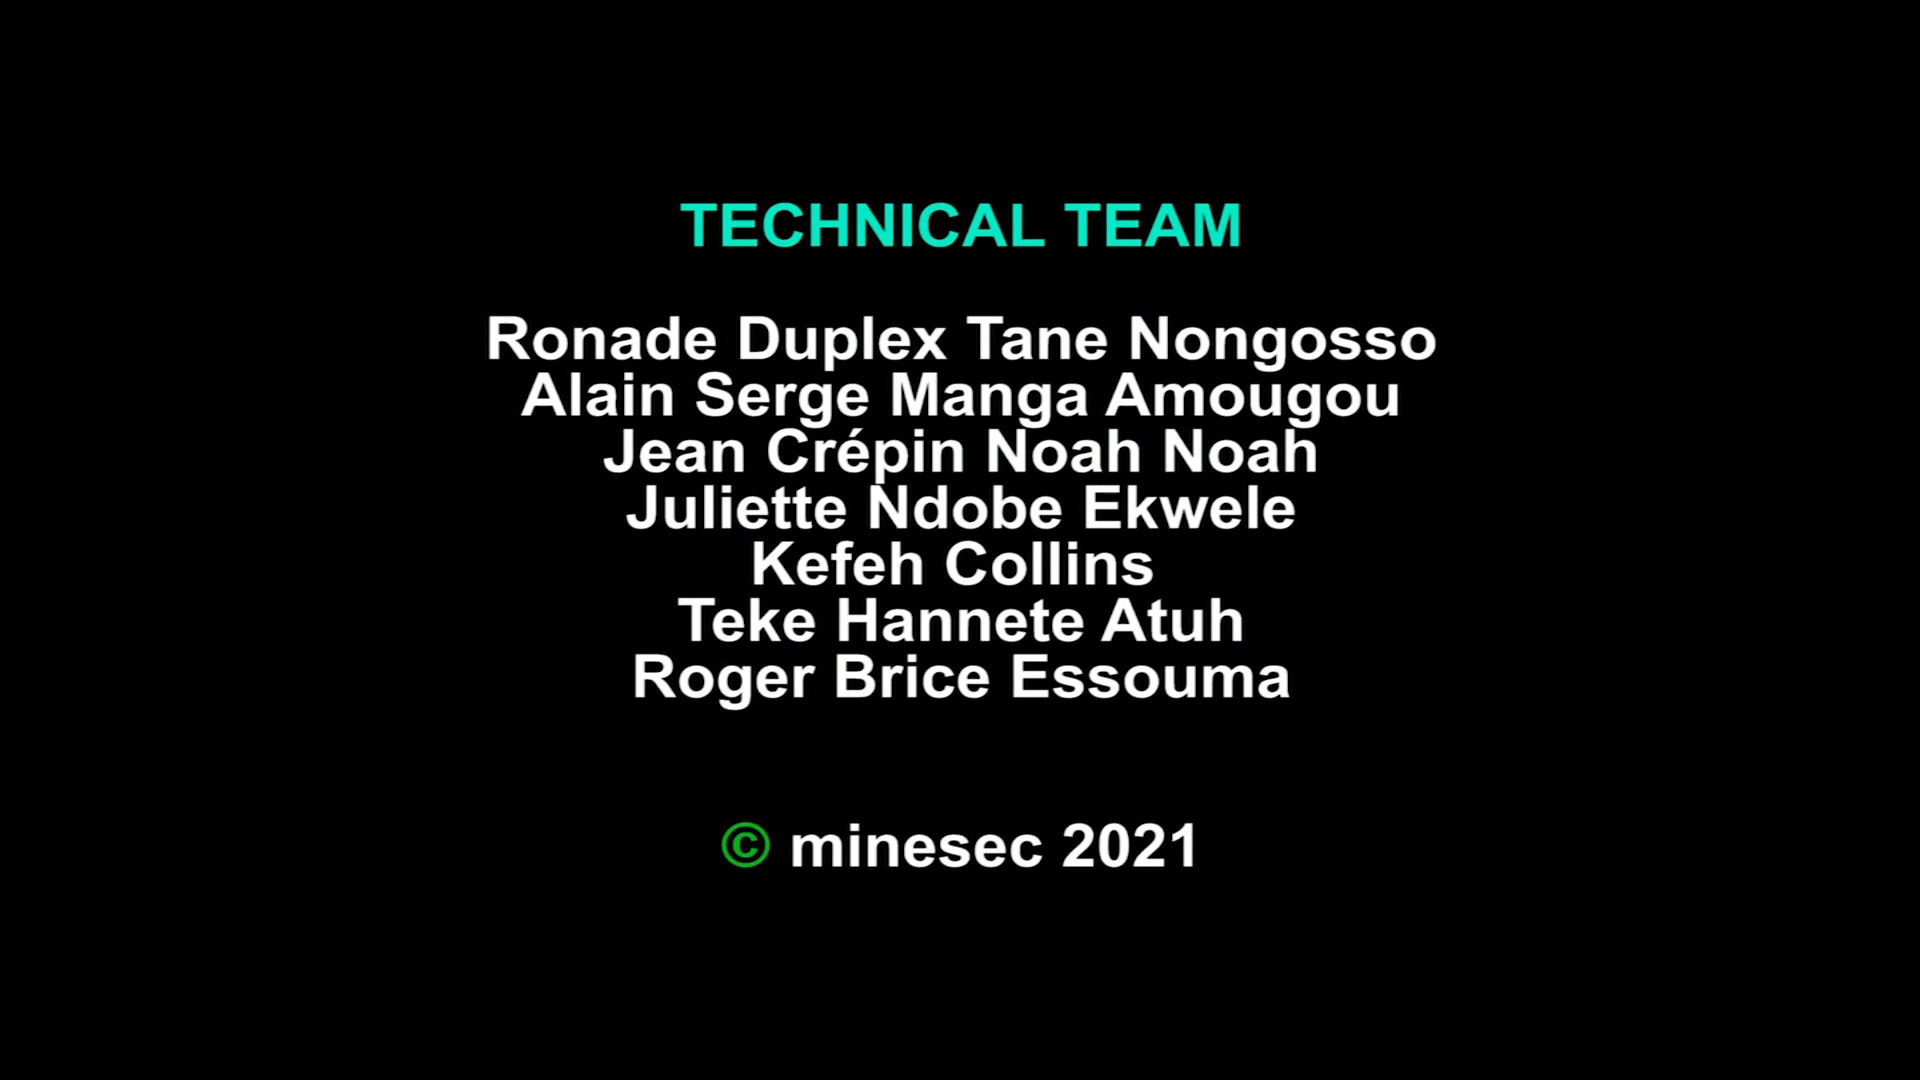 TECHNICAL TEAM
Ronade Duplex Tane Nongosso
Alain Serge Manga Amougou
Jean Crépin Noah Noah
Juliette Ndobe Ekwele
Kefeh Collins
Teke Hannete Atuh
Roger Brice Essouma
© minesec 2021